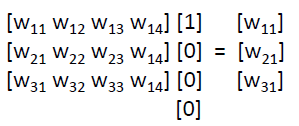 [w₁₁ w₁₂ w₁₃ w₁₄] [1] [w₁₁]
[w₂₁ w₂₂ w₂₃ w₁₄] [0] = [w₂₁]
[w₃₁ w₃₂ w₃₃ w₁₄] [0] [w₃₁]
[0]